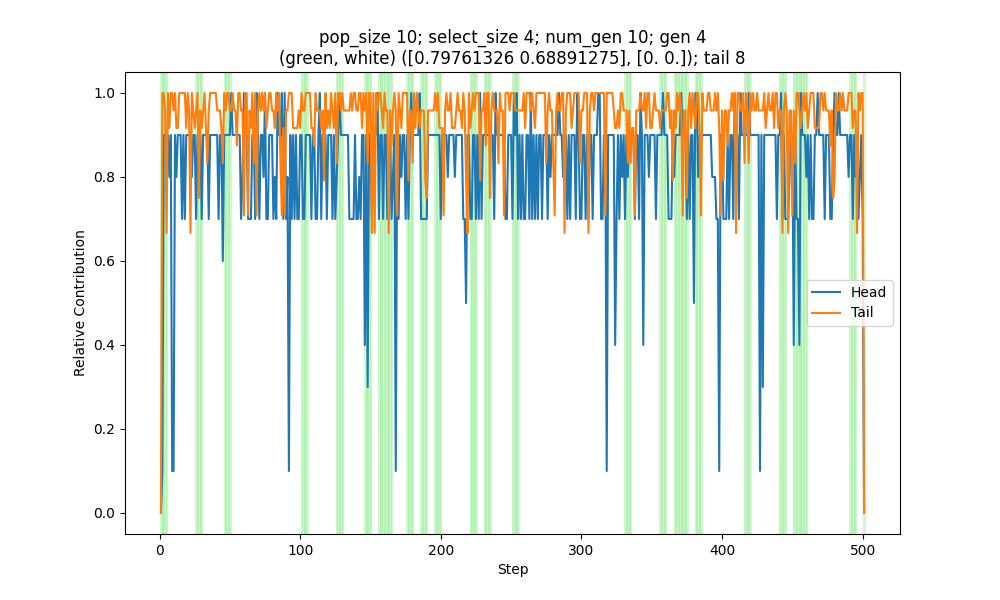 pop_size 10; select_size 4; num_gen 10; gen 4
(green, white) ([0.79761326 0.68891275], [0. 0.]); tail 8
1.0
0.8
0.6
0.4
0.2
0.0
Relative Contribution
Head
Tail
0 100 200 300 400 500
Step